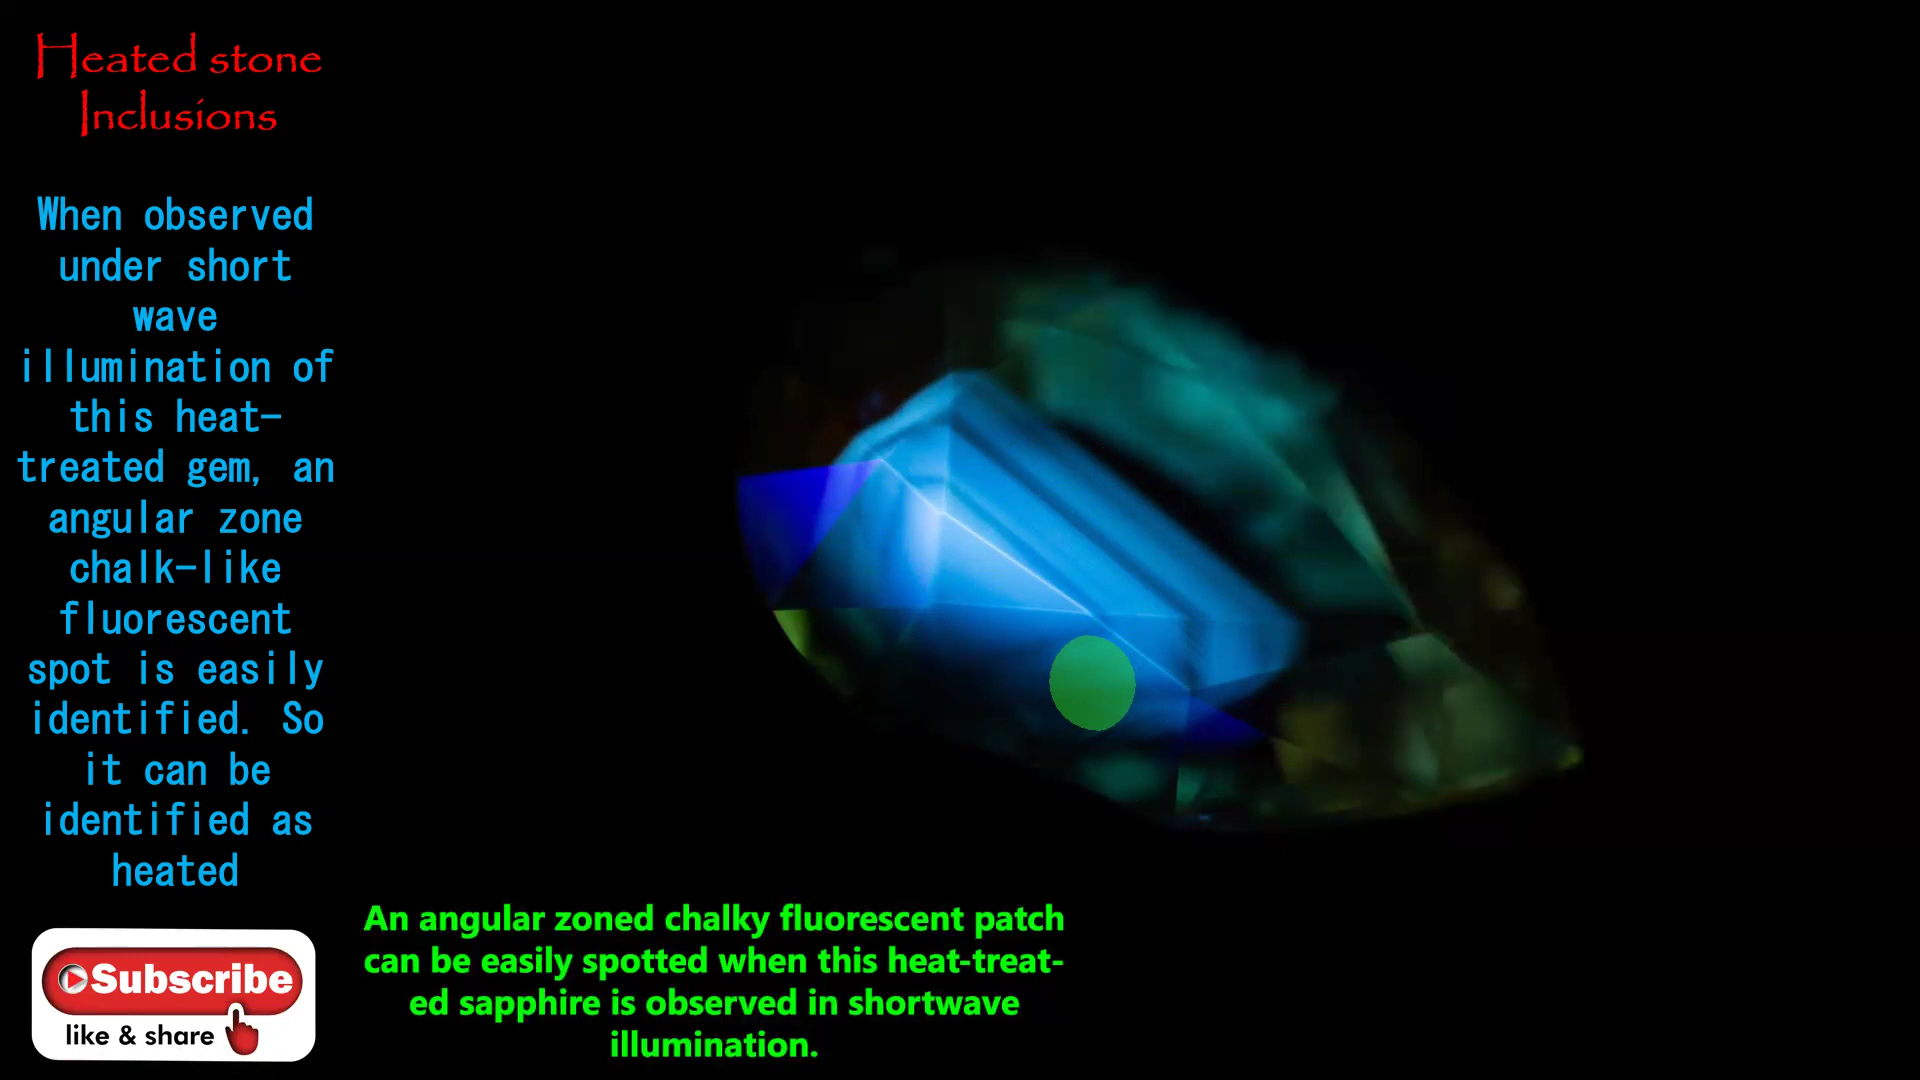 Heated stone
Inclusions
When observed
under short
wave
illumination of
this heat-
treated gem, an
angular zone
chalk-like
fluorescent
spot is easily
identified. So
it can be
identified as
heated
Subscribe
like & share
An angular zoned chalky fluorescent patch
can be easily spotted when this heat-treat-
ed sapphire is observed in shortwave
illumination.